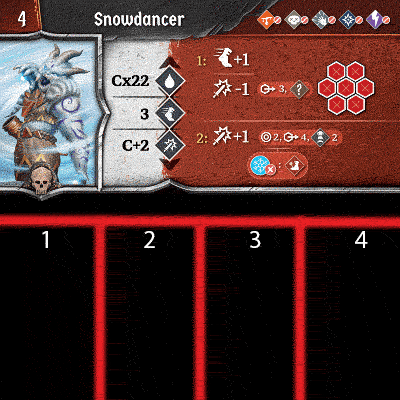 4 Snowdancer
Cx22
3
C+2
1: +1
-1 3, ?
2: +1 2, 4, 2
:
1 2 3 4